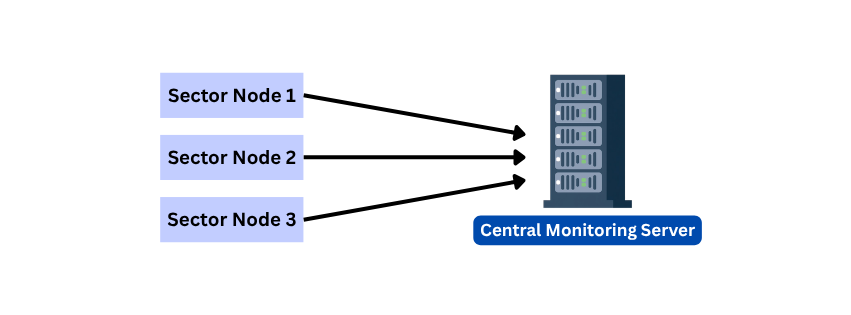 Sector Node 1
Sector Node 2
Sector Node 3
Central Monitoring Server